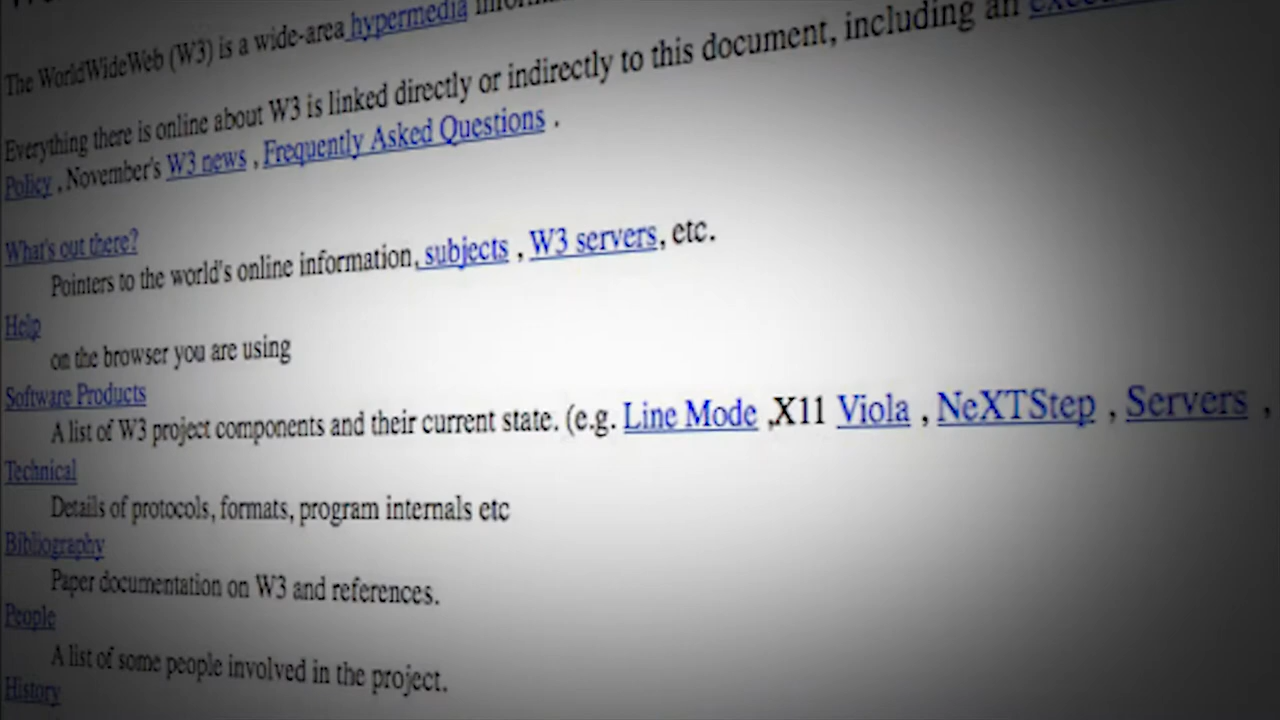 The WorldWideWeb (W3) is a wide-area hypermedia
Everything there is online about W3 is linked directly or indirectly to this document, including an
Policy , November's W3 news , Frequently Asked Questions .
What's out there?
Pointers to the world's online information, subjects , W3 servers, etc.
Help
on the browser you are using
Software Products
A list of W3 project components and their current state. (e.g. Line Mode ,X11 Viola , NeXTStep , Servers ,
Technical
Details of protocols, formats, program internals etc
Bibliography
Paper documentation on W3 and references.
People
A list of some people involved in the project.
History